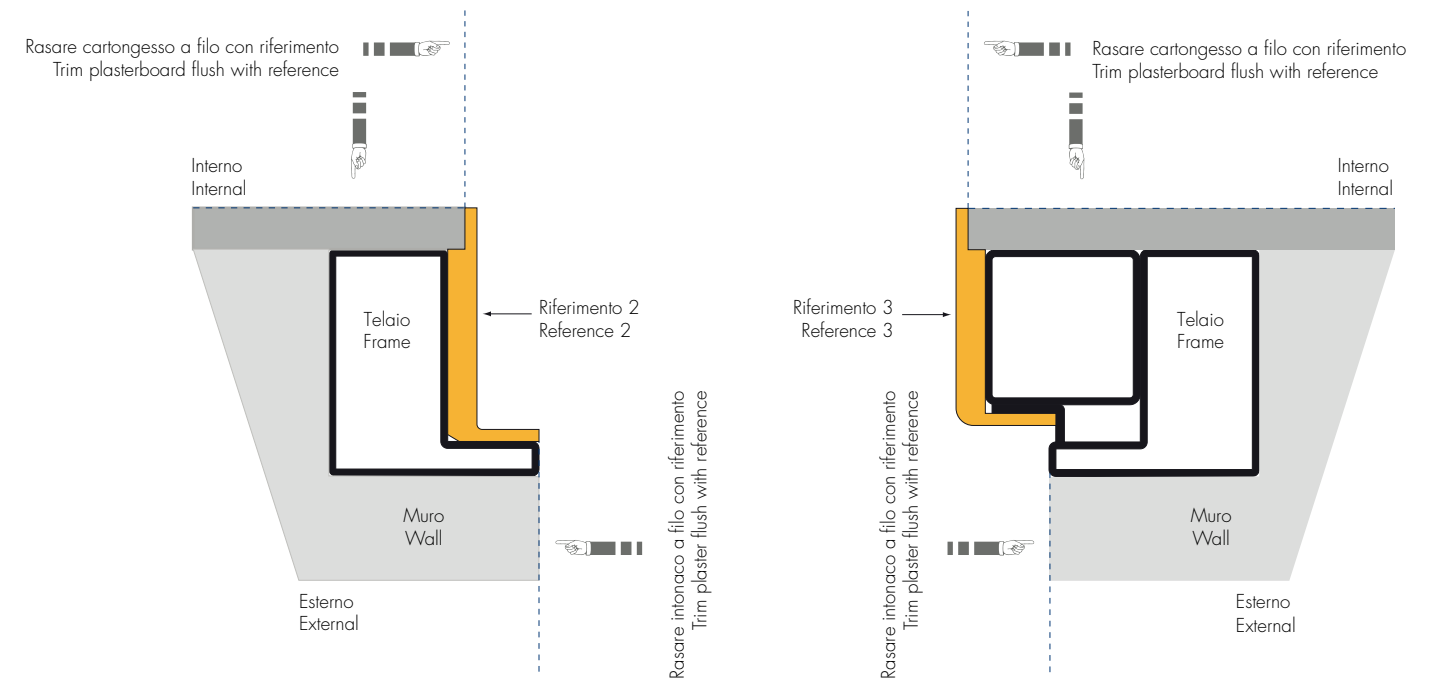 Rasare cartongesso a filo con riferimento
Trim plasterboard flush with reference
Rasare cartongesso a filo con riferimento
Trim plasterboard flush with reference
Interno
Internal
Interno
Internal
Telaio
Frame
Riferimento 2
Reference 2
Riferimento 3
Reference 3
Telaio
Frame
Rasare intonaco a filo con riferimento
Trim plaster flush with reference
Rasare intonaco a filo con riferimento
Trim plaster flush with reference
Muro
Wall
Muro
Wall
Esterno
External
Esterno
External